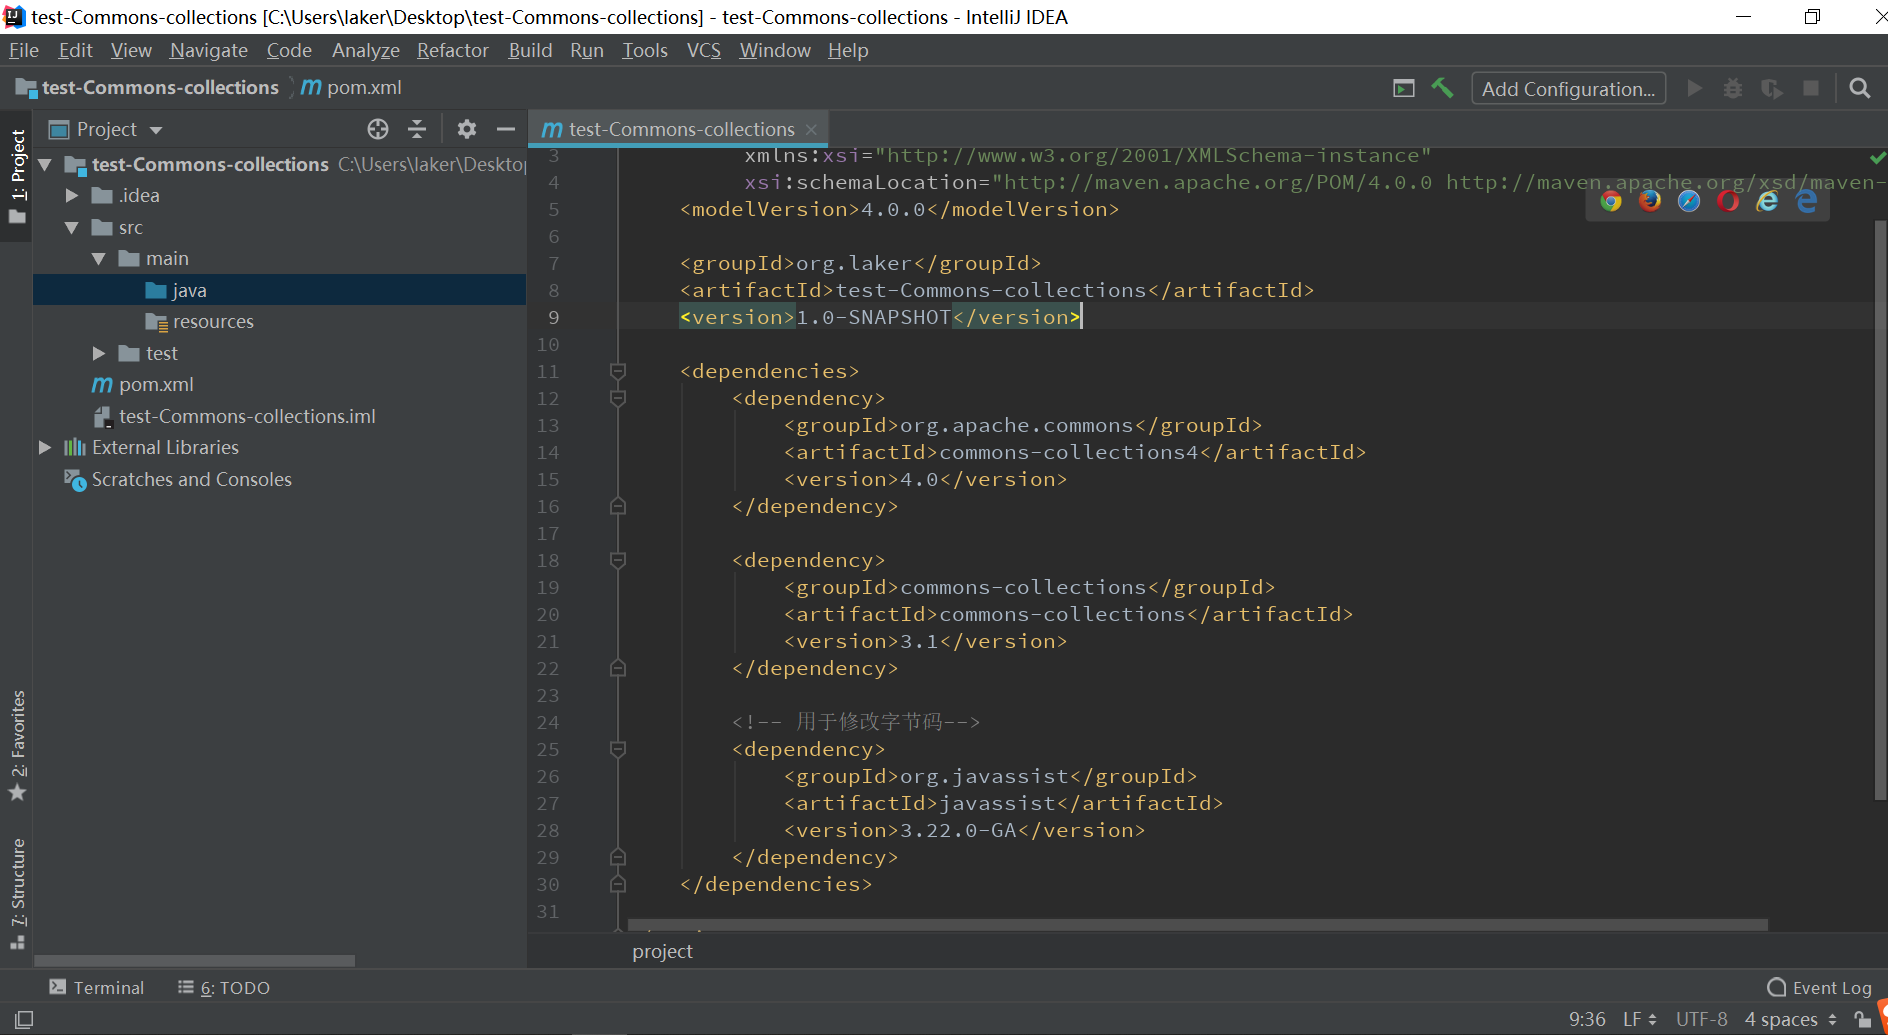 test-Commons-collections [C:\Users\laker\Desktop\test-Commons-collections] - test-Commons-collections - IntelliJ IDEA
File Edit View Navigate Code Analyze Refactor Build Run Tools VCS Window Help
test-Commons-collections pom.xml
Add Configuration...
1: Project
2: Favorites
7: Structure
Project
test-Commons-collections C:\Users\laker\Desktop
.idea
src
main
java
resources
test
pom.xml
test-Commons-collections.iml
External Libraries
Scratches and Consoles
test-Commons-collections
3 xmlns:xsi="http://www.w3.org/2001/XMLSchema-instance"
4 xsi:schemaLocation="http://maven.apache.org/POM/4.0.0 http://maven.apache.org/xsd/maven-
5 <modelVersion>4.0.0</modelVersion>
6
7 <groupId>org.laker</groupId>
8 <artifactId>test-Commons-collections</artifactId>
9 <version>1.0-SNAPSHOT</version>
10
11 <dependencies>
12 <dependency>
13 <groupId>org.apache.commons</groupId>
14 <artifactId>commons-collections4</artifactId>
15 <version>4.0</version>
16 </dependency>
17
18 <dependency>
19 <groupId>commons-collections</groupId>
20 <artifactId>commons-collections</artifactId>
21 <version>3.1</version>
22 </dependency>
23
24 <!-- 用于修改字节码-->
25 <dependency>
26 <groupId>org.javassist</groupId>
27 <artifactId>javassist</artifactId>
28 <version>3.22.0-GA</version>
29 </dependency>
30 </dependencies>
31
project
Terminal 6: TODO Event Log
9:36 LF UTF-8 4 spaces